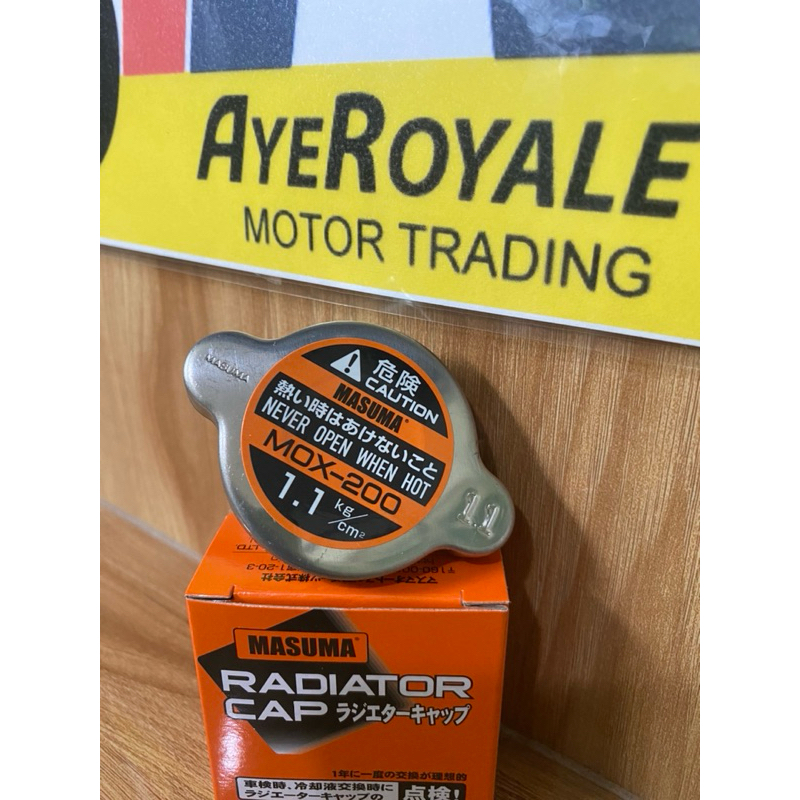 AYEROYALE
MOTOR TRADING
MASUMA
危険
CAUTION
MASUMA
熱い時はあけないこと
NEVER OPEN WHEN HOT
MOX-200
1.1 kg/cm²
1.1
MASUMA
RADIATOR
CAP ラジエターキャップ
1年に一度の交換が理想的
車検時、冷却液交換時に
ラジエーターキャップの
点検!